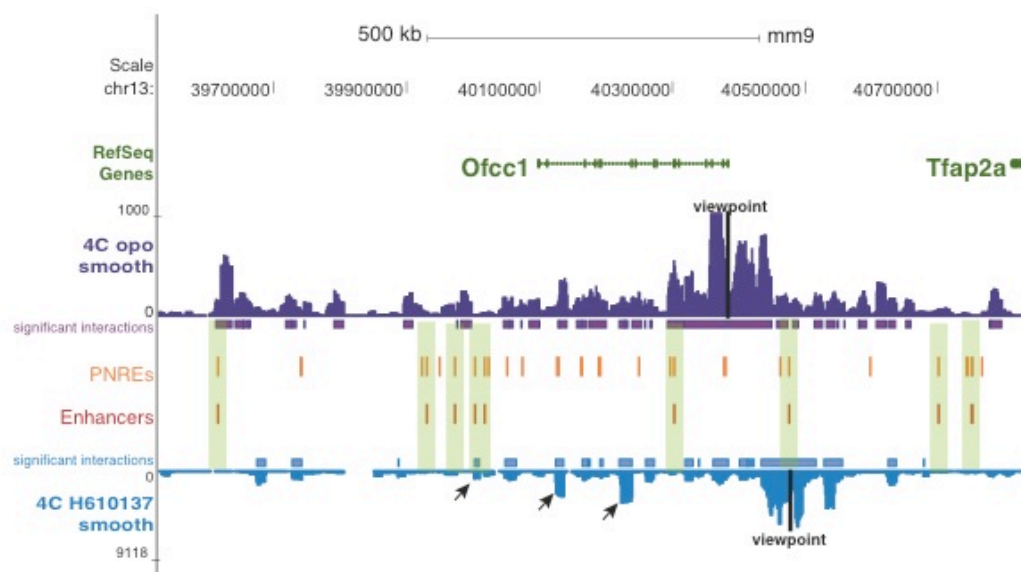 500 kb mm9
Scale
chr13: 39700000 39900000 40100000 40300000 40500000 40700000
RefSeq
Genes
Ofcc1
Tfap2a
viewpoint
1000
4C opo
smooth
0
significant interactions
PNREs
Enhancers
significant interactions
0
4C H610137
smooth
viewpoint
9118